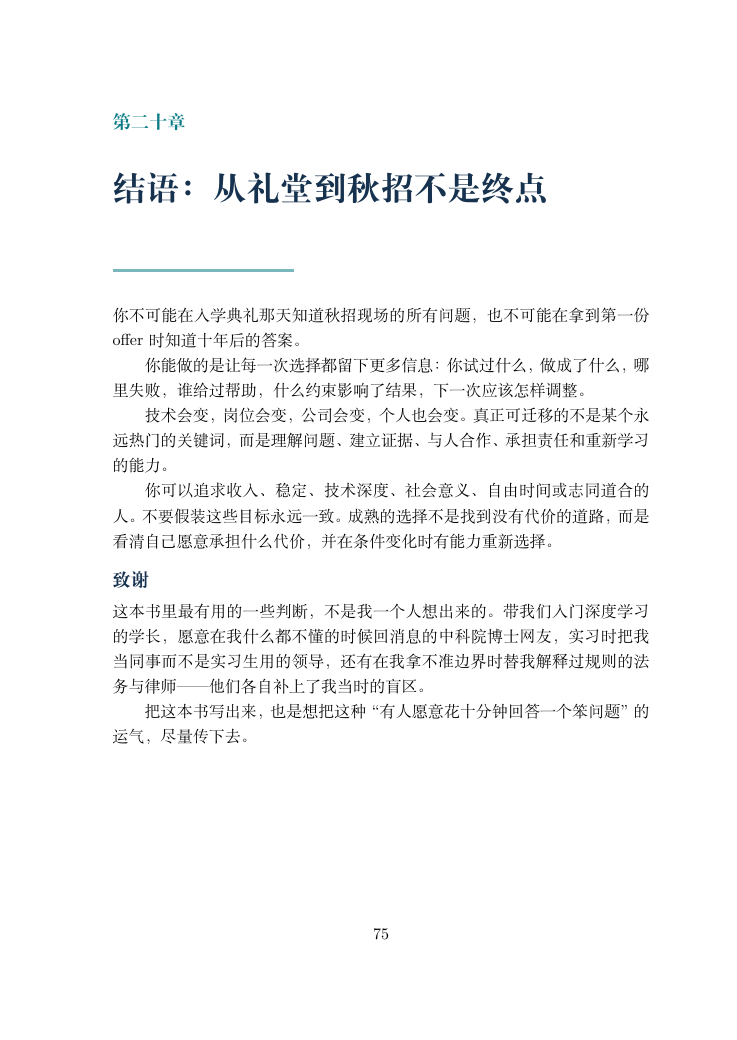 第二十章
结语：从礼堂到秋招不是终点
你不可能在入学典礼那天知道秋招现场的所有问题，也不可能在拿到第一份
offer 时知道十年后的答案。
你能做的是让每一次选择都留下更多信息：你试过什么，做成了什么，哪
里失败，谁给过帮助，什么约束影响了结果，下一次应该怎样调整。
技术会变，岗位会变，公司会变，个人也会变。真正可迁移的不是某个永
远热门的关键词，而是理解问题、建立证据、与人合作、承担责任和重新学习
的能力。
你可以追求收入、稳定、技术深度、社会意义、自由时间或志同道合的
人。不要假装这些目标永远一致。成熟的选择不是找到没有代价的道路，而是
看清自己愿意承担什么代价，并在条件变化时有能力重新选择。
致谢
这本书里最有用的一些判断，不是我一个人想出来的。带我们入门深度学习
的学长，愿意在我什么都不懂的时候回消息的中科院博士网友，实习时把我
当同事而不是实习生用的领导，还有在我拿不准边界时替我解释过规则的法
务与律师——他们各自补上了我当时的盲区。
把这本书写出来，也是想把这种 “有人愿意花十分钟回答一个笨问题” 的
运气，尽量传下去。
75